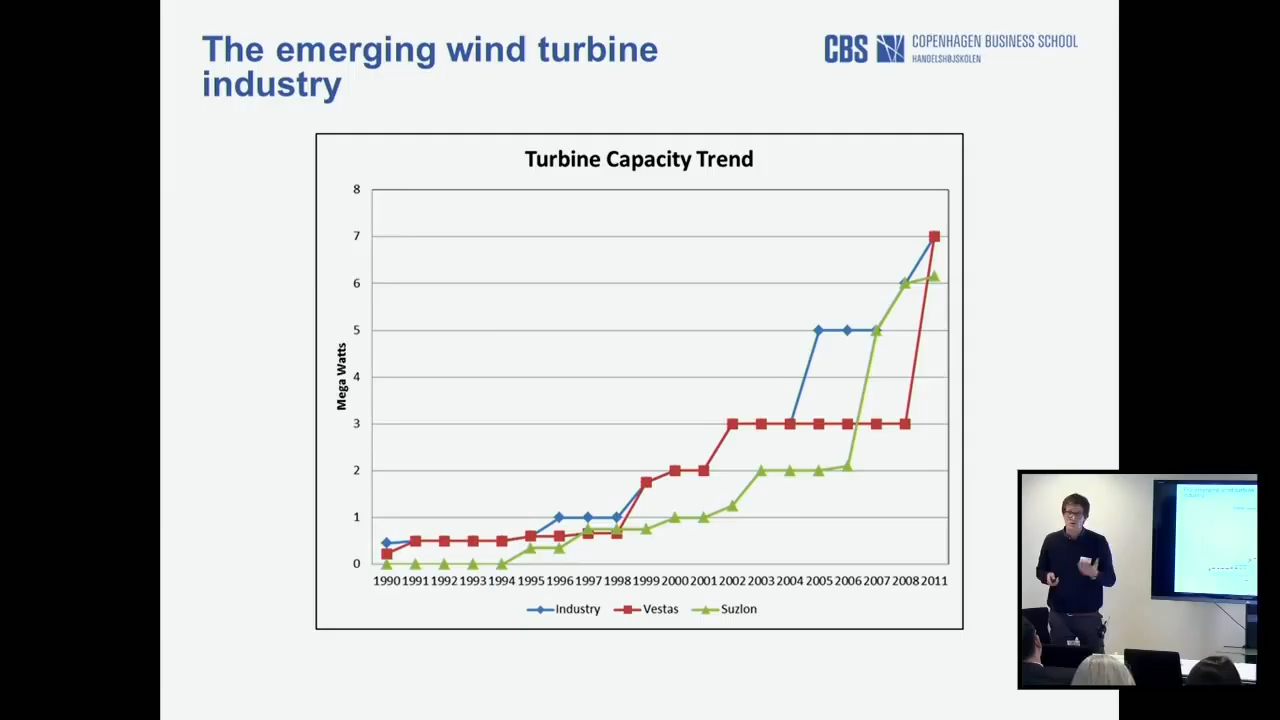 The emerging wind turbine
industry
CBS COPENHAGEN BUSINESS SCHOOL
HANDELSHØJSKOLEN
Turbine Capacity Trend
8
7
6
5
4
3
2
1
0
Mega Watts
1990 1991 1992 1993 1994 1995 1996 1997 1998 1999 2000 2001 2002 2003 2004 2005 2006 2007 2008 2011
Industry Vestas Suzlon